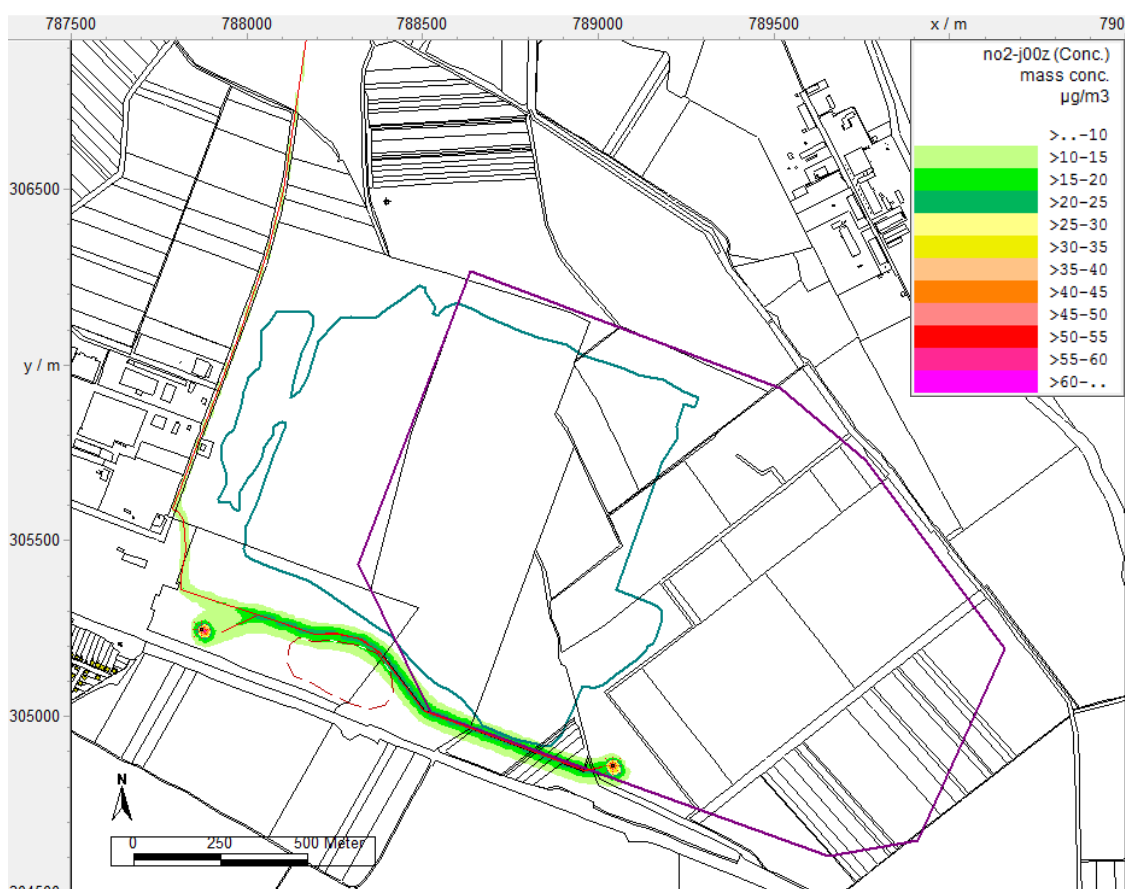 787500 788000 788500 789000 789500 x / m 790
no2-j00z (Conc.)
mass conc.
µg/m3
>..-10
>10-15
>15-20
>20-25
>25-30
>30-35
>35-40
>40-45
>45-50
>50-55
>55-60
>60-..
306500
y / m
305500
305000
N
0 250 500 Meter
304500